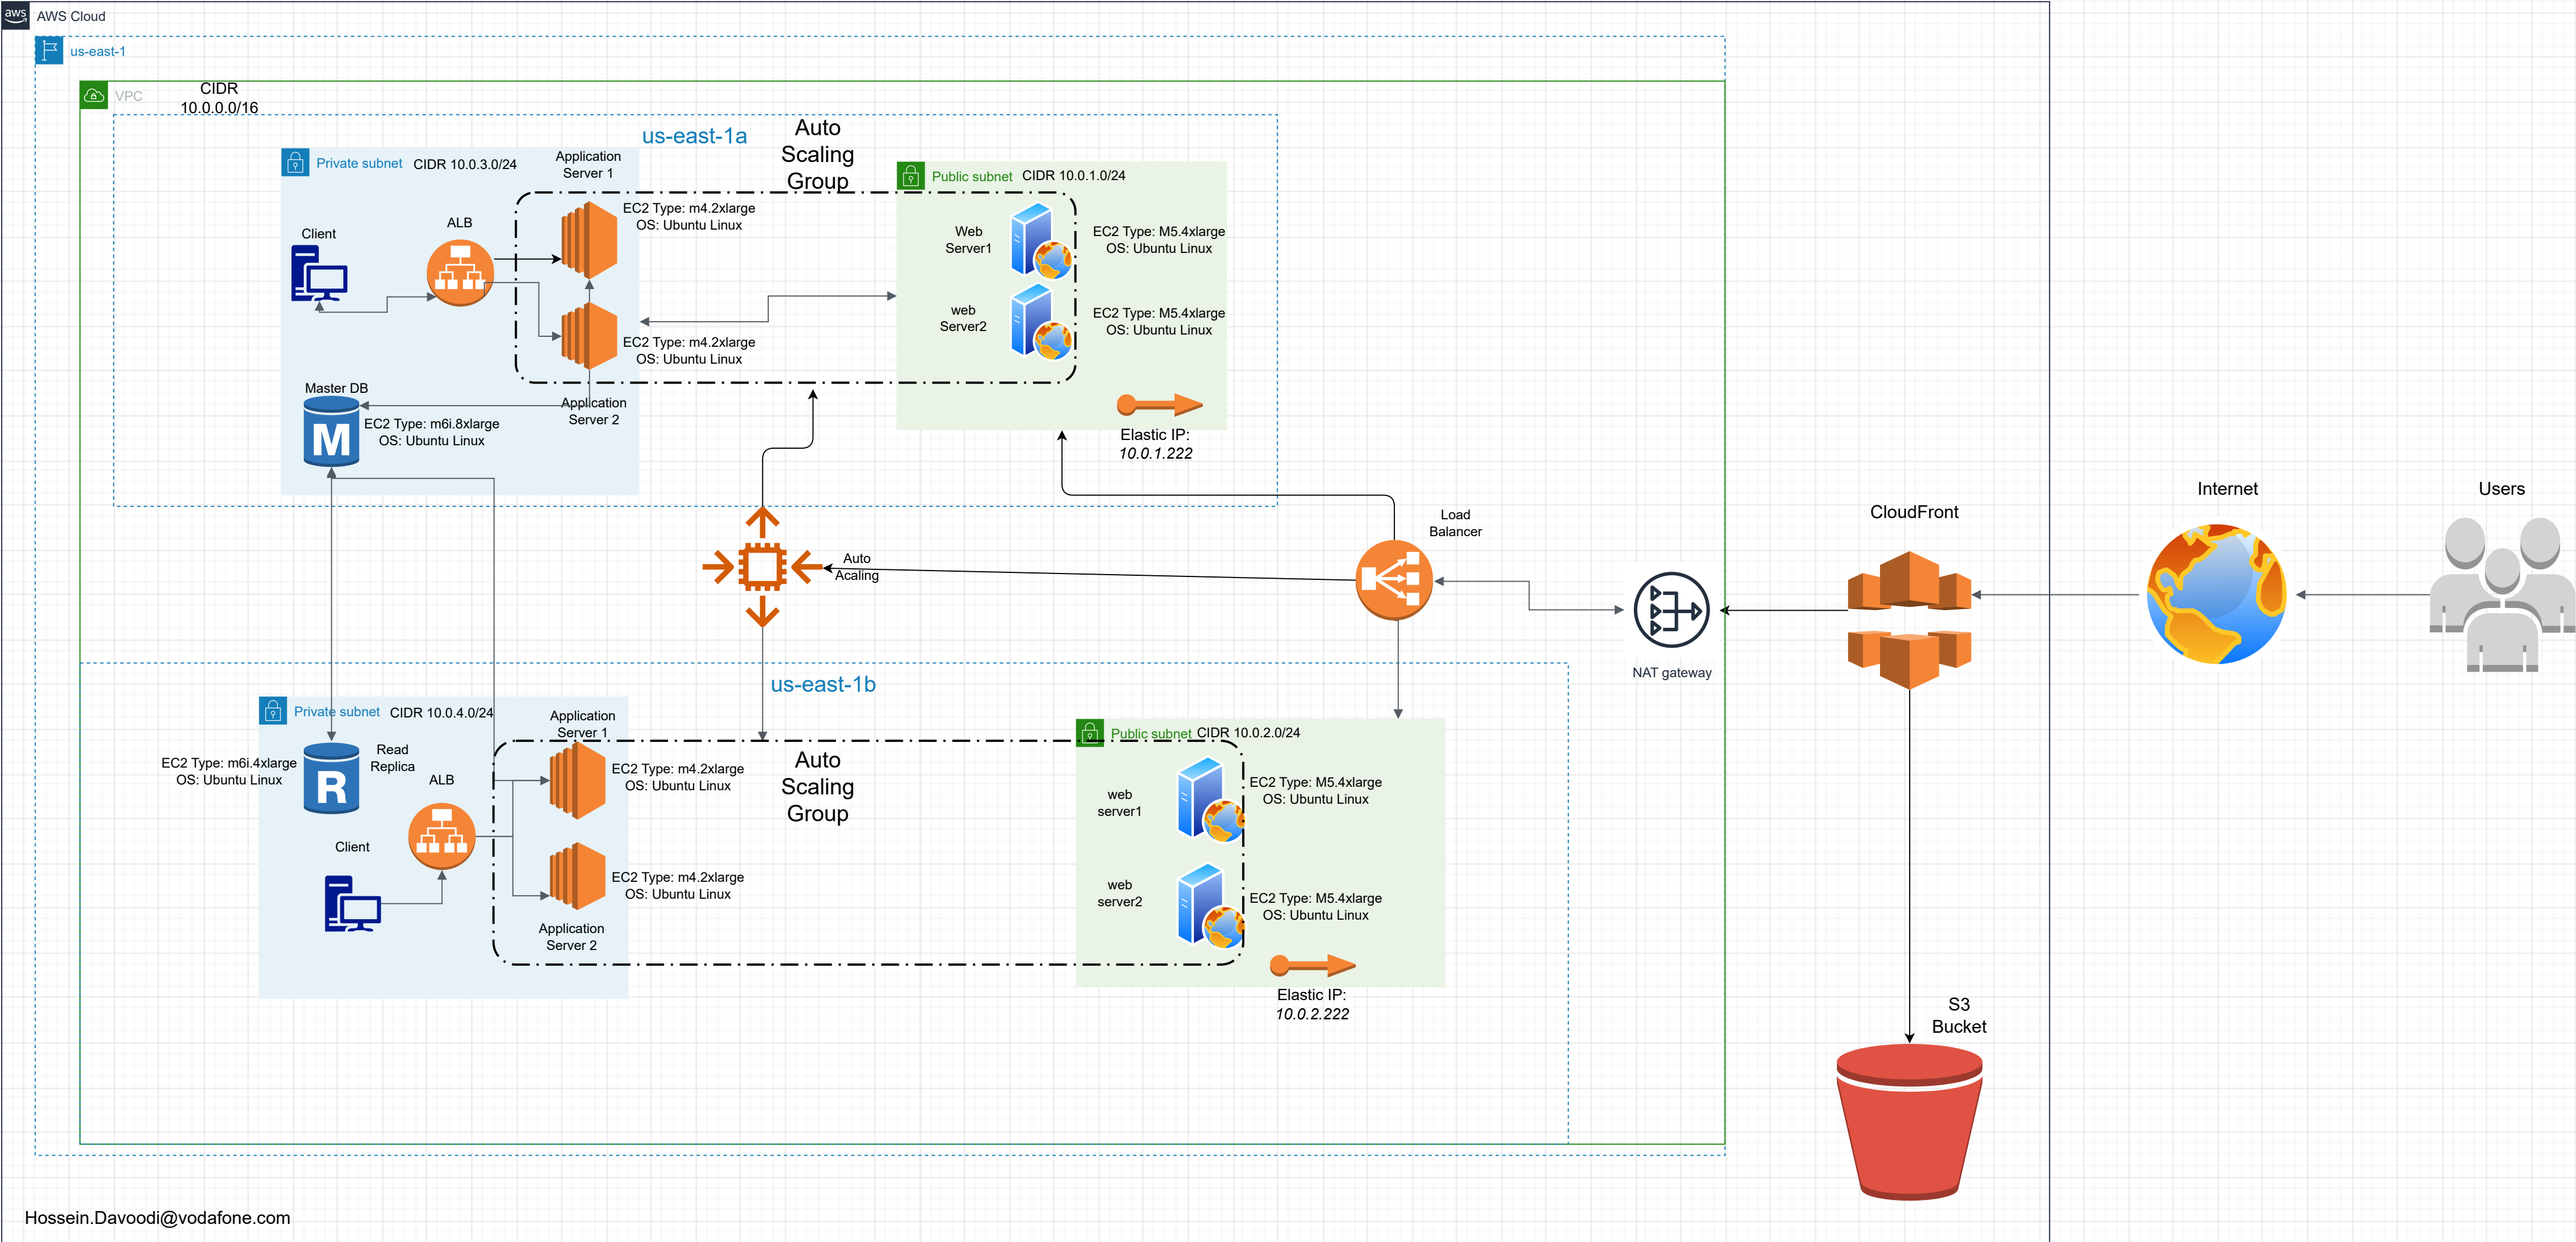 aws
AWS Cloud
us-east-1
VPC
CIDR
10.0.0.0/16
us-east-1a
Auto
Scaling
Group
Private subnet
CIDR 10.0.3.0/24
Application
Server 1
EC2 Type: m4.2xlarge
OS: Ubuntu Linux
Client
ALB
EC2 Type: m4.2xlarge
OS: Ubuntu Linux
Application
Server 2
Master DB
M
EC2 Type: m6i.8xlarge
OS: Ubuntu Linux
Public subnet
CIDR 10.0.1.0/24
Web
Server1
EC2 Type: M5.4xlarge
OS: Ubuntu Linux
web
Server2
EC2 Type: M5.4xlarge
OS: Ubuntu Linux
Elastic IP:
10.0.1.222
Auto
Acaling
Load
Balancer
NAT gateway
CloudFront
Internet
Users
us-east-1b
Private subnet
CIDR 10.0.4.0/24
Application
Server 1
EC2 Type: m6i.4xlarge
OS: Ubuntu Linux
R
Read
Replica
ALB
EC2 Type: m4.2xlarge
OS: Ubuntu Linux
Client
EC2 Type: m4.2xlarge
OS: Ubuntu Linux
Application
Server 2
Auto
Scaling
Group
Public subnet
CIDR 10.0.2.0/24
web
server1
EC2 Type: M5.4xlarge
OS: Ubuntu Linux
web
server2
EC2 Type: M5.4xlarge
OS: Ubuntu Linux
Elastic IP:
10.0.2.222
S3
Bucket
Hossein.Davoodi@vodafone.com